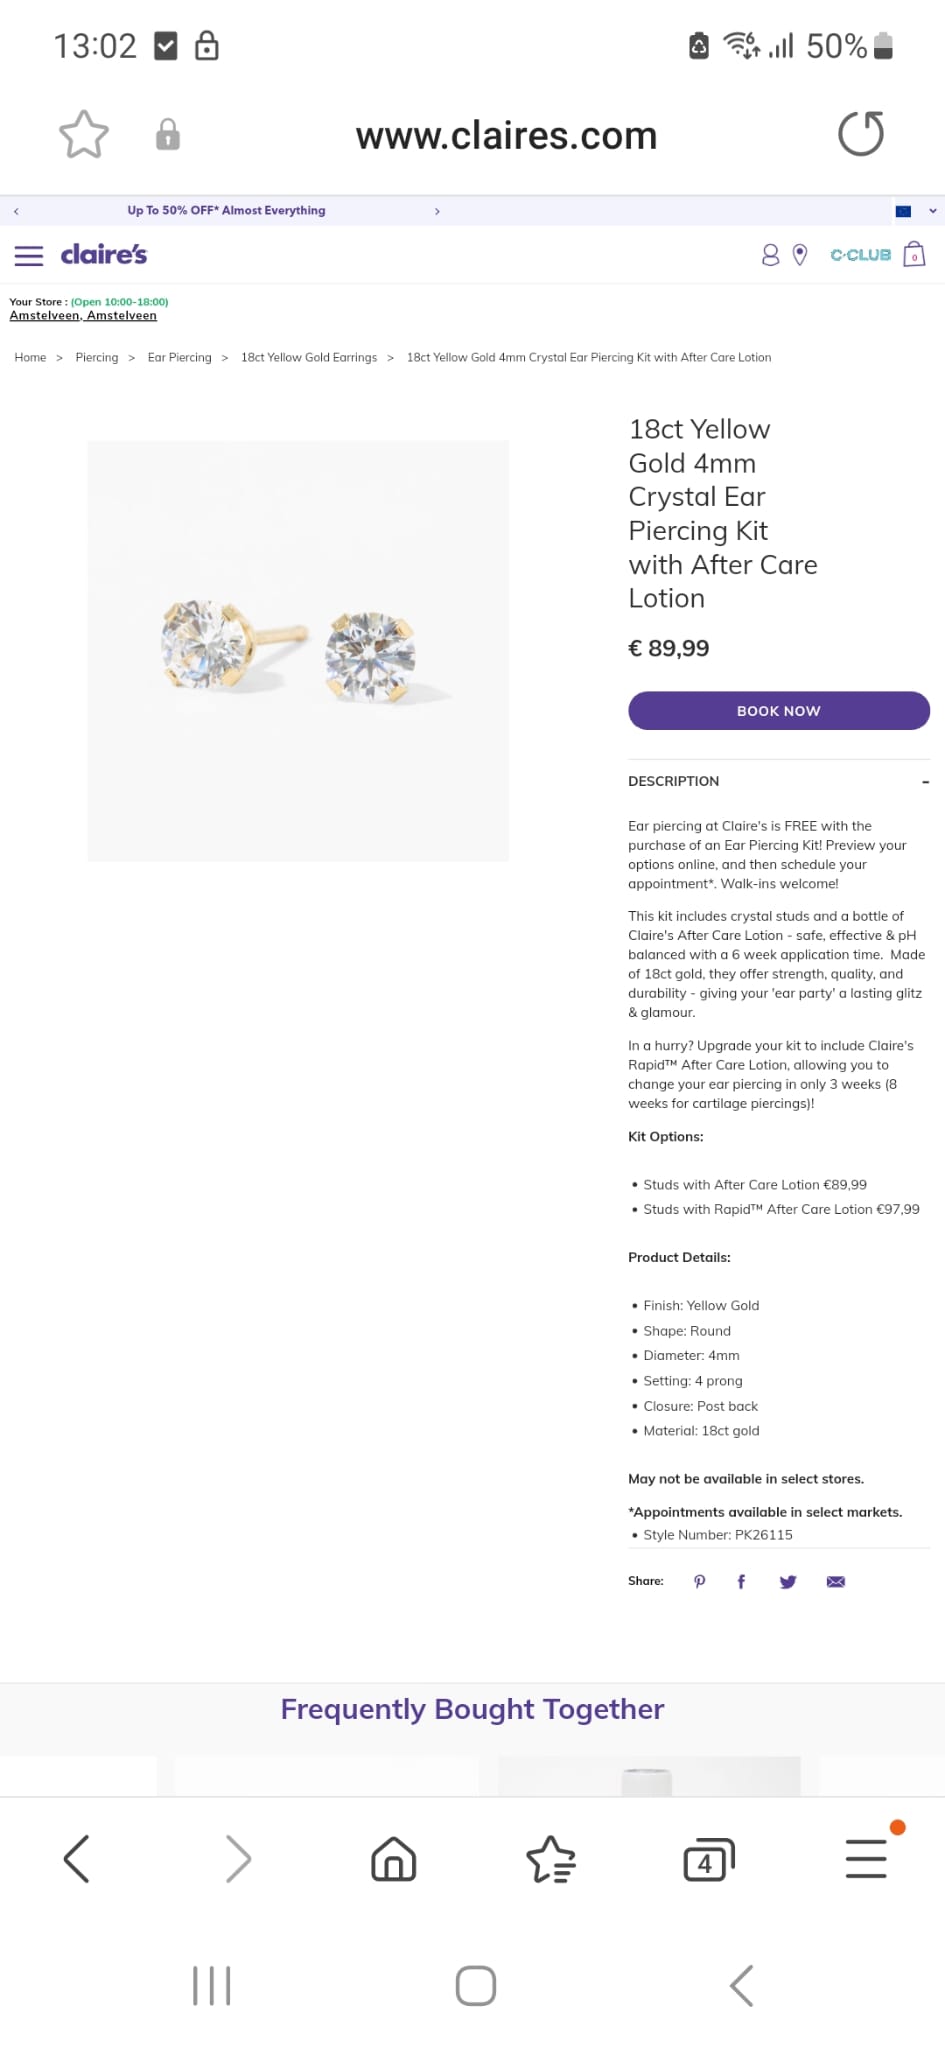 13:02
50%
www.claires.com
Up To 50% OFF* Almost Everything
claire's
C·CLUB
0
Your Store : (Open 10:00-18:00)
Amstelveen, Amstelveen
Home > Piercing > Ear Piercing > 18ct Yellow Gold Earrings > 18ct Yellow Gold 4mm Crystal Ear Piercing Kit with After Care Lotion
18ct Yellow
Gold 4mm
Crystal Ear
Piercing Kit
with After Care
Lotion
€ 89,99
BOOK NOW
DESCRIPTION -
Ear piercing at Claire's is FREE with the
purchase of an Ear Piercing Kit! Preview your
options online, and then schedule your
appointment*. Walk-ins welcome!
This kit includes crystal studs and a bottle of
Claire's After Care Lotion - safe, effective & pH
balanced with a 6 week application time. Made
of 18ct gold, they offer strength, quality, and
durability - giving your 'ear party' a lasting glitz
& glamour.
In a hurry? Upgrade your kit to include Claire's
Rapid™ After Care Lotion, allowing you to
change your ear piercing in only 3 weeks (8
weeks for cartilage piercings)!
Kit Options:
• Studs with After Care Lotion €89,99
• Studs with Rapid™ After Care Lotion €97,99
Product Details:
• Finish: Yellow Gold
• Shape: Round
• Diameter: 4mm
• Setting: 4 prong
• Closure: Post back
• Material: 18ct gold
May not be available in select stores.
*Appointments available in select markets.
• Style Number: PK26115
Share:
Frequently Bought Together
4